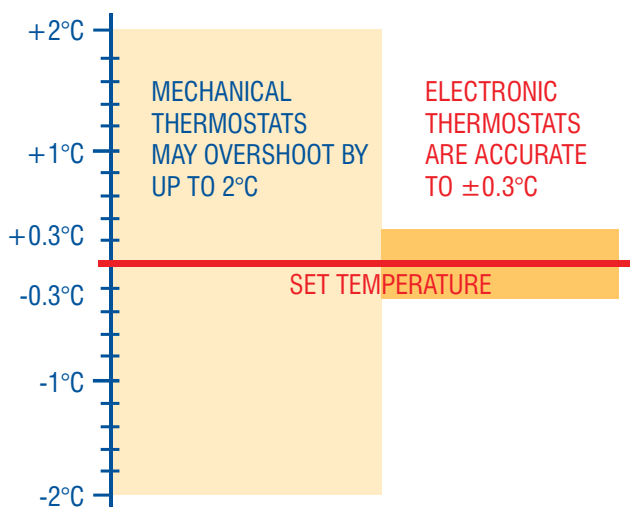 +2°C
MECHANICAL
THERMOSTATS
MAY OVERSHOOT BY
UP TO 2°C
ELECTRONIC
THERMOSTATS
ARE ACCURATE
TO ±0.3°C
+1°C
+0.3°C
SET TEMPERATURE
-0.3°C
-1°C
-2°C